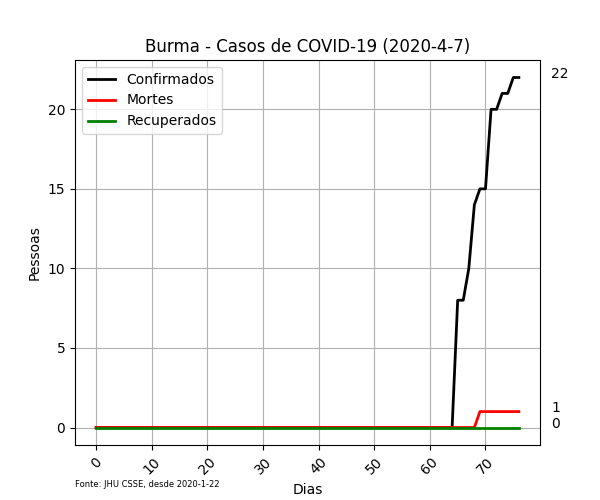 Burma - Casos de COVID-19 (2020-4-7)
Confirmados
Mortes
Recuperados
22
20
15
10
5
0
1
0
Pessoas
0 10 20 30 40 50 60 70
Dias
Fonte: JHU CSSE, desde 2020-1-22